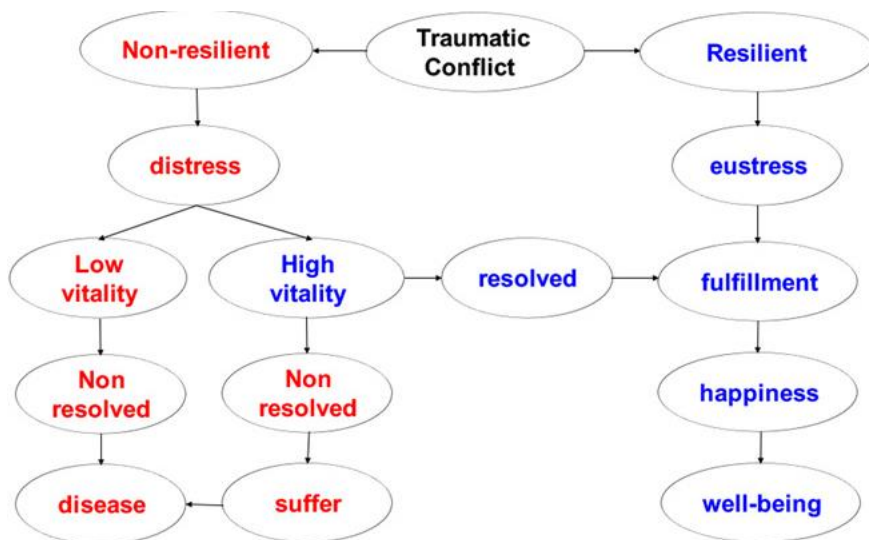 Non-resilient
Traumatic
Conflict
Resilient
distress
eustress
Low
vitality
High
vitality
resolved
fulfillment
Non
resolved
Non
resolved
happiness
disease
suffer
well-being